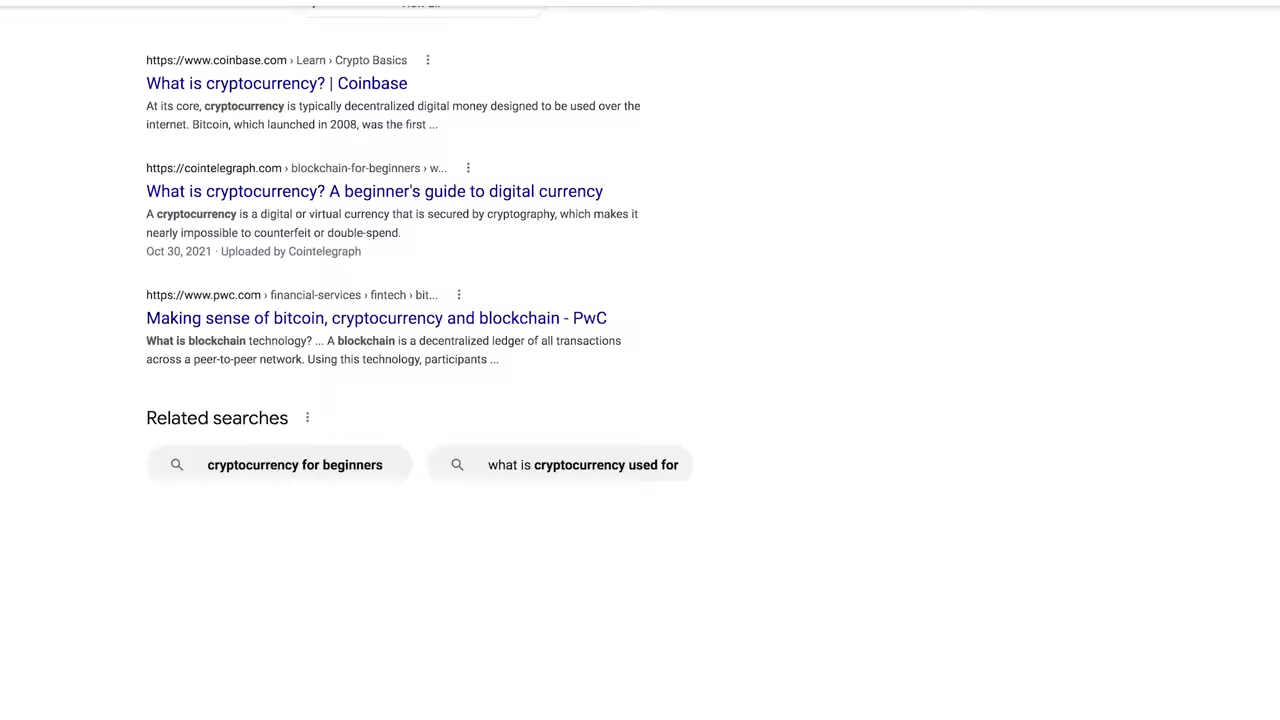 https://www.coinbase.com › Learn › Crypto Basics
What is cryptocurrency? | Coinbase
At its core, cryptocurrency is typically decentralized digital money designed to be used over the
internet. Bitcoin, which launched in 2008, was the first ...
https://cointelegraph.com › blockchain-for-beginners › w...
What is cryptocurrency? A beginner's guide to digital currency
A cryptocurrency is a digital or virtual currency that is secured by cryptography, which makes it
nearly impossible to counterfeit or double-spend.
Oct 30, 2021 · Uploaded by Cointelegraph
https://www.pwc.com › financial-services › fintech › bit...
Making sense of bitcoin, cryptocurrency and blockchain - PwC
What is blockchain technology? ... A blockchain is a decentralized ledger of all transactions
across a peer-to-peer network. Using this technology, participants ...
Related searches
cryptocurrency for beginners
what is cryptocurrency used for